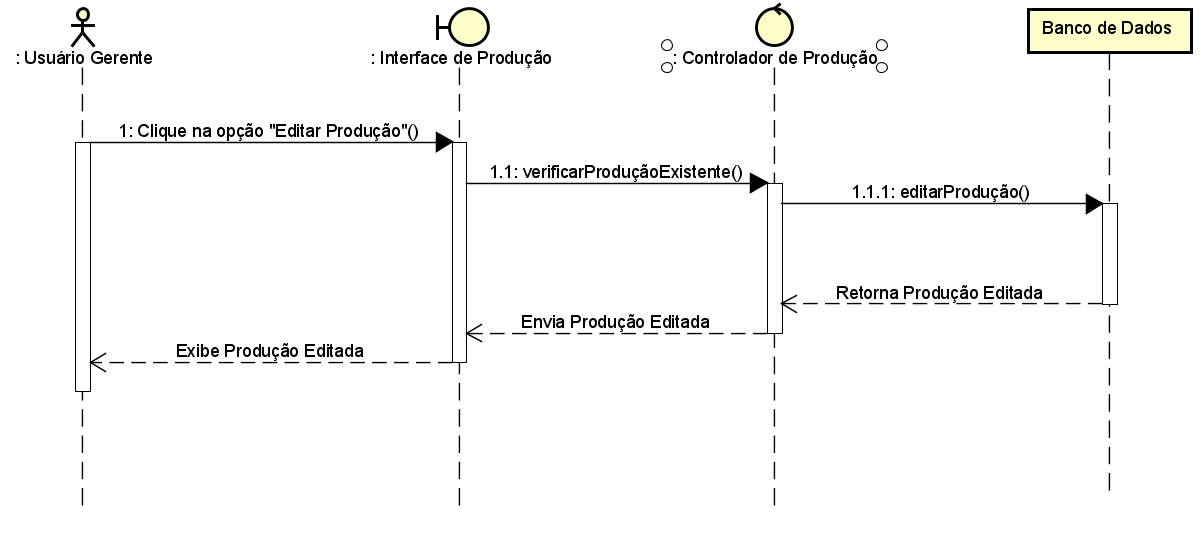 : Usuário Gerente
: Interface de Produção
: Controlador de Produção
Banco de Dados
1: Clique na opção "Editar Produção"()
1.1: verificarProduçãoExistente()
1.1.1: editarProdução()
Retorna Produção Editada
Envia Produção Editada
Exibe Produção Editada